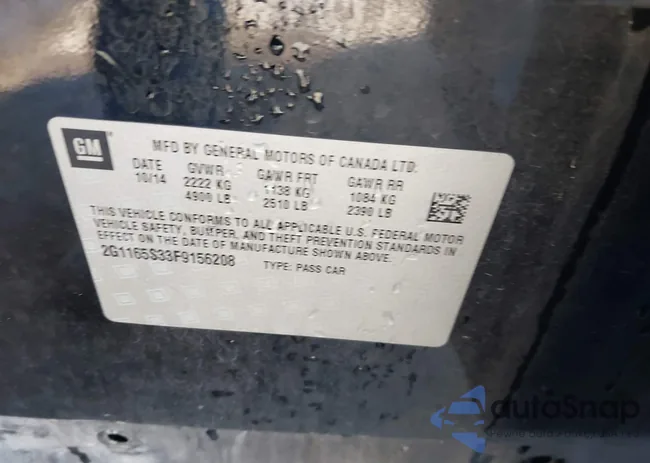 GM
MFD BY GENERAL MOTORS OF CANADA LTD.
DATE GVWR GAWR FRT GAWR RR
10/14 2222 KG 1138 KG 1084 KG
4900 LB 2510 LB 2390 LB
THIS VEHICLE CONFORMS TO ALL APPLICABLE U.S. FEDERAL MOTOR
VEHICLE SAFETY, BUMPER, AND THEFT PREVENTION STANDARDS IN
EFFECT ON THE DATE OF MANUFACTURE SHOWN ABOVE.
2G1165S33F9156208 TYPE: PASS CAR
autoSnap